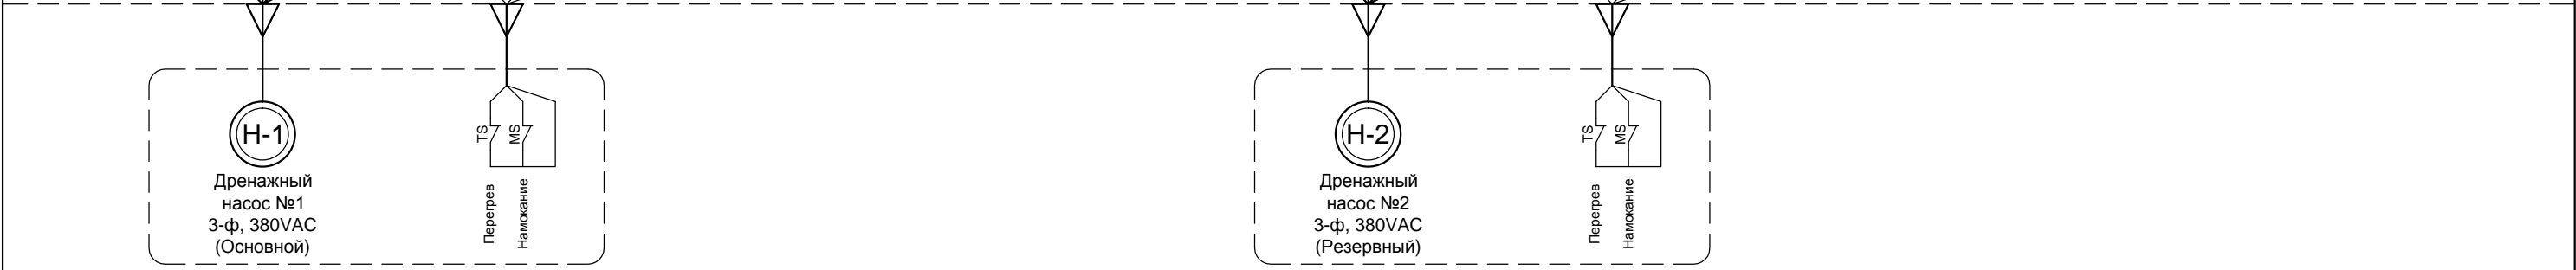 H-1
TS
MS
Дренажный
насос №1
3-ф, 380VAC
(Основной)
Перегрев
Намокание
H-2
TS
MS
Дренажный
насос №2
3-ф, 380VAC
(Резервный)
Перегрев
Намокание